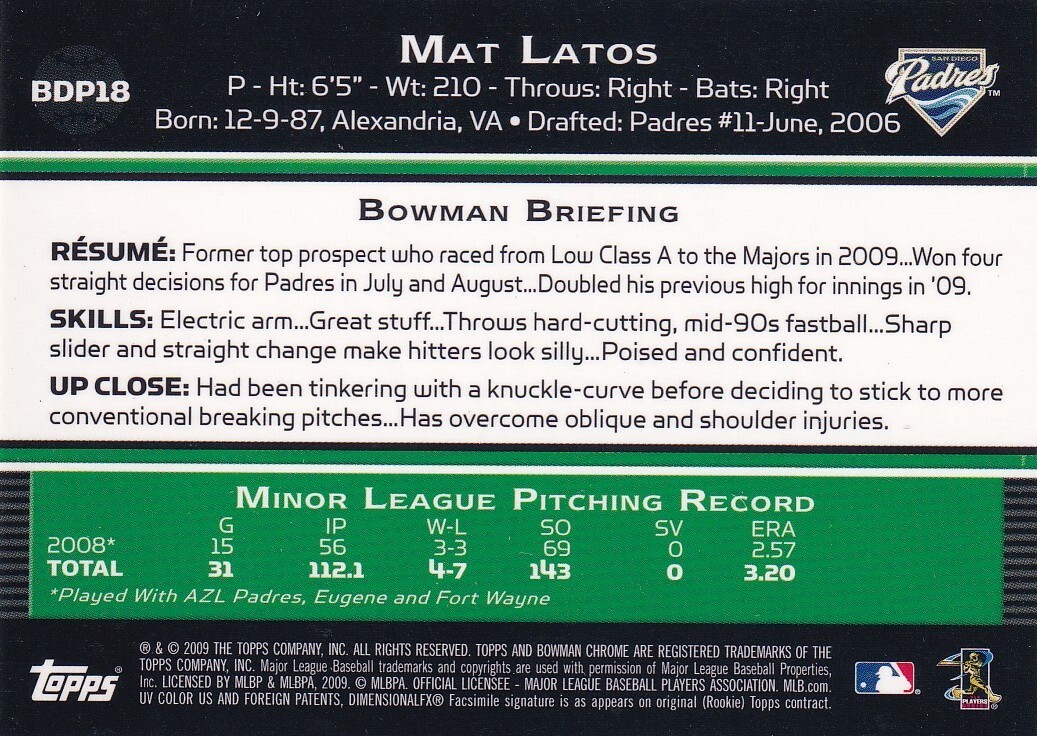 MAT LATOS
BDP18
P - Ht: 6'5" - Wt: 210 - Throws: Right - Bats: Right
SAN DIEGO
Padres™
Born: 12-9-87, Alexandria, VA • Drafted: Padres #11-June, 2006
BOWMAN BRIEFING
RÉSUMÉ: Former top prospect who raced from Low Class A to the Majors in 2009...Won four
straight decisions for Padres in July and August...Doubled his previous high for innings in '09.
SKILLS: Electric arm...Great stuff...Throws hard-cutting, mid-90s fastball...Sharp
slider and straight change make hitters look silly...Poised and confident.
UP CLOSE: Had been tinkering with a knuckle-curve before deciding to stick to more
conventional breaking pitches...Has overcome oblique and shoulder injuries.
MINOR LEAGUE PITCHING RECORD
G IP W-L SO SV ERA
2008* 15 56 3-3 69 0 2.57
TOTAL 31 112.1 4-7 143 0 3.20
*Played With AZL Padres, Eugene and Fort Wayne
® & © 2009 THE TOPPS COMPANY, INC. ALL RIGHTS RESERVED. TOPPS AND BOWMAN CHROME ARE REGISTERED TRADEMARKS OF THE
TOPPS COMPANY, INC. Major League Baseball trademarks and copyrights are used with permission of Major League Baseball Properties,
Inc. LICENSED BY MLBP & MLBPA, 2009. © MLBPA. OFFICIAL LICENSEE - MAJOR LEAGUE BASEBALL PLAYERS ASSOCIATION. MLB.com.
UV COLOR US AND FOREIGN PATENTS, DIMENSIONALFX® Facsimile signature is as appears on original (Rookie) Topps contract.
Topps®
PLAYERS